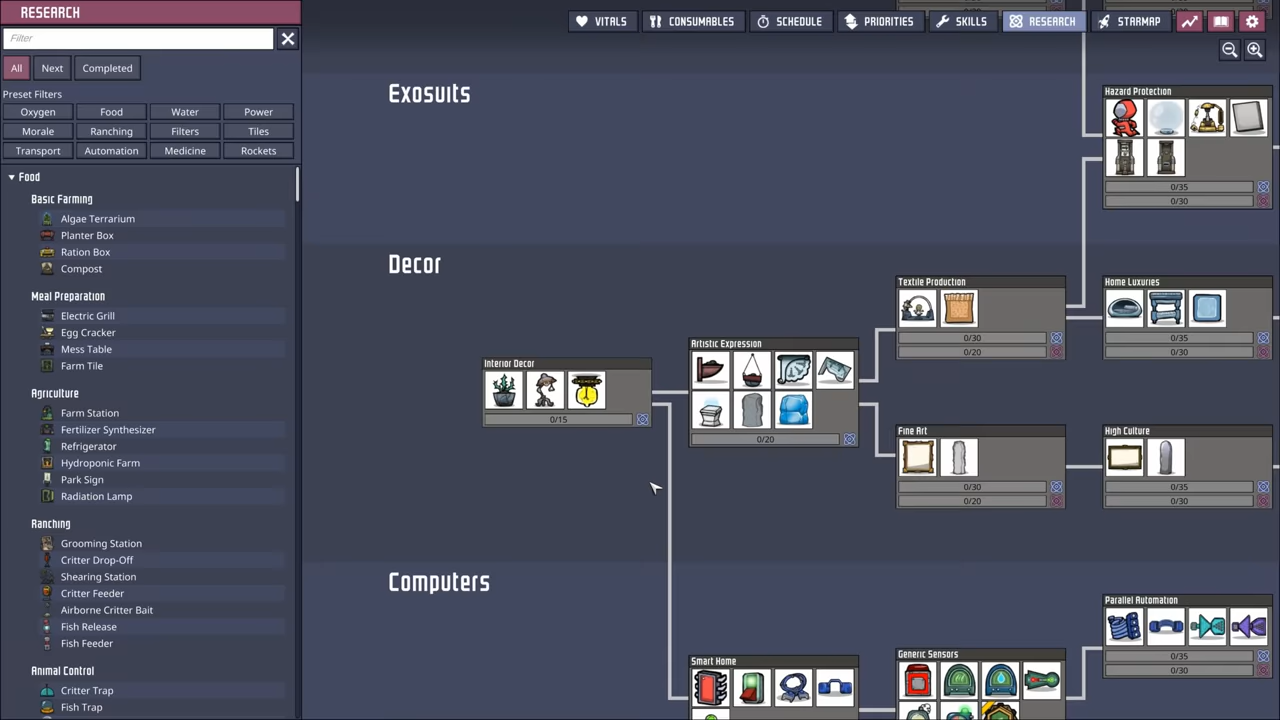 RESEARCH
VITALS
CONSUMABLES
SCHEDULE
PRIORITIES
SKILLS
RESEARCH
STARMAP
Filter
All
Next
Completed
Preset Filters
Oxygen
Food
Water
Power
Morale
Ranching
Filters
Tiles
Transport
Automation
Medicine
Rockets
Food
Basic Farming
Algae Terrarium
Planter Box
Ration Box
Compost
Meal Preparation
Electric Grill
Egg Cracker
Mess Table
Farm Tile
Agriculture
Farm Station
Fertilizer Synthesizer
Refrigerator
Hydroponic Farm
Park Sign
Radiation Lamp
Ranching
Grooming Station
Critter Drop-Off
Shearing Station
Critter Feeder
Airborne Critter Bait
Fish Release
Fish Feeder
Animal Control
Critter Trap
Fish Trap
Exosuits
Hazard Protection
0/35
0/30
Decor
Interior Decor
0/15
Artistic Expression
0/20
Textile Production
0/30
0/20
Home Luxuries
0/35
0/30
Fine Art
0/30
0/20
High Culture
0/35
0/30
Computers
Smart Home
Generic Sensors
Parallel Automation
0/35
0/30